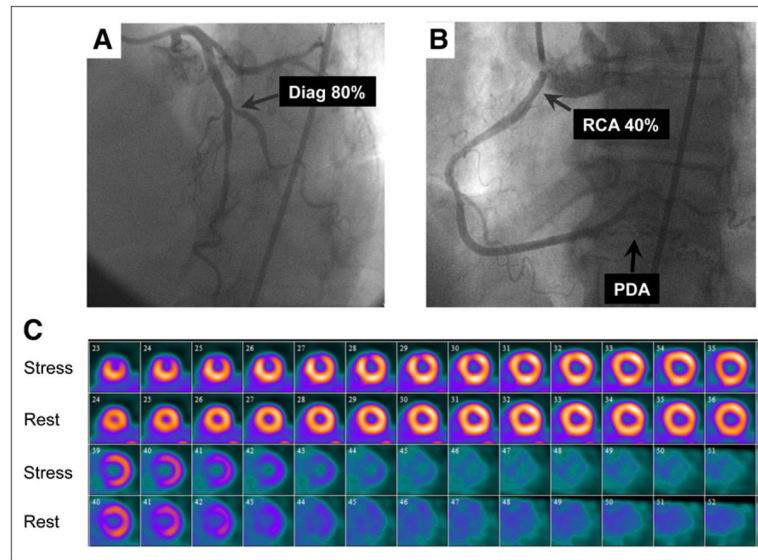 A
Diag 80%
B
RCA 40%
PDA
C
Stress
23 24 25 26 27 28 29 30 31 32 33 34 35
Rest
24 25 26 27 28 29 30 31 32 33 34 35 36
Stress
39 40 41 42 43 44 45 46 47 48 49 50 51
Rest
40 41 42 43 44 45 46 47 48 49 50 51 52